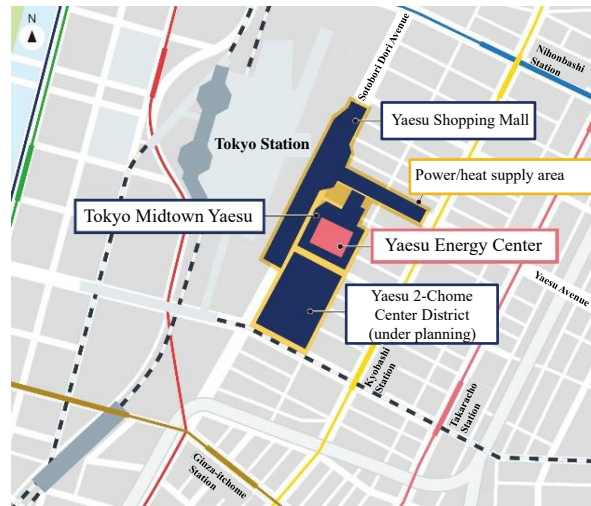 N
Sotobori Dori Avenue
Nihonbashi
Station
Yaesu Shopping Mall
Tokyo Station
Power/heat supply area
Tokyo Midtown Yaesu
Yaesu Energy Center
Yaesu Avenue
Yaesu 2-Chome
Center District
(under planning)
Kyobashi
Station
Takaracho
Station
Ginza-itchome
Station